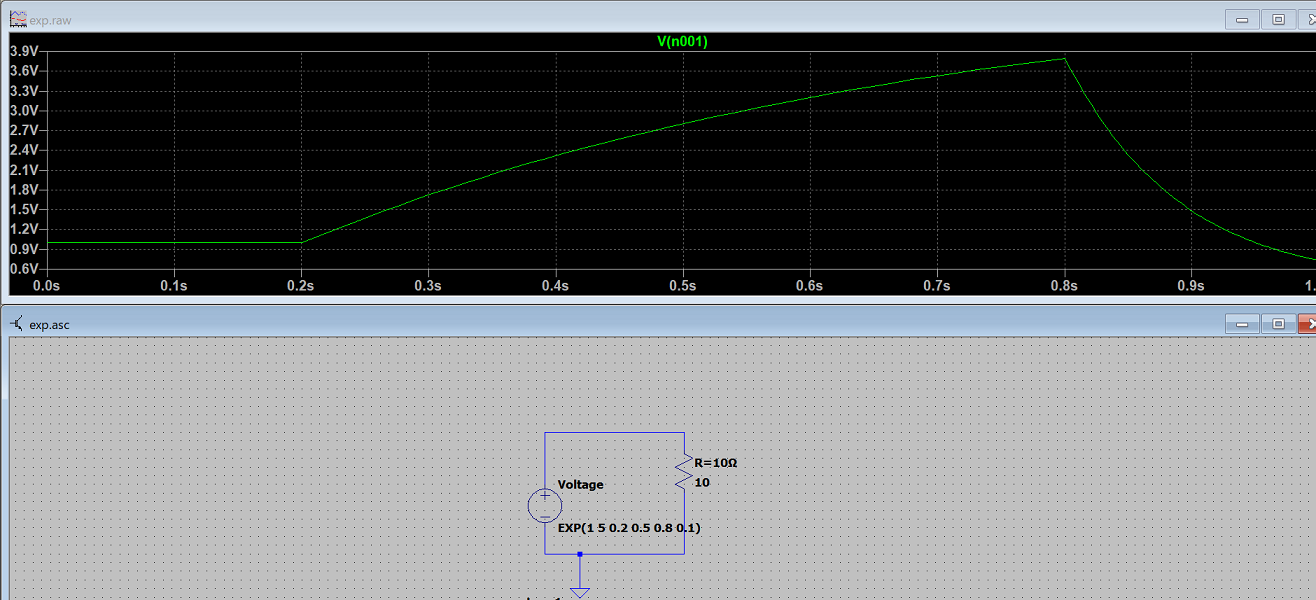 exp.raw
V(n001)
3.9V
3.6V
3.3V
3.0V
2.7V
2.4V
2.1V
1.8V
1.5V
1.2V
0.9V
0.6V
0.0s 0.1s 0.2s 0.3s 0.4s 0.5s 0.6s 0.7s 0.8s 0.9s 1.
exp.asc
R=10Ω
10
Voltage
EXP(1 5 0.2 0.5 0.8 0.1)